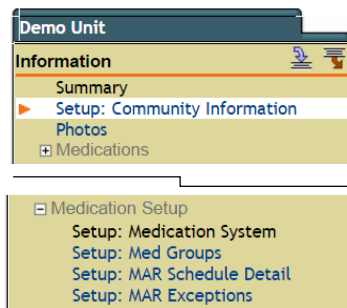 Demo Unit
Information
Summary
Setup: Community Information
Photos
Medications
Medication Setup
Setup: Medication System
Setup: Med Groups
Setup: MAR Schedule Detail
Setup: MAR Exceptions